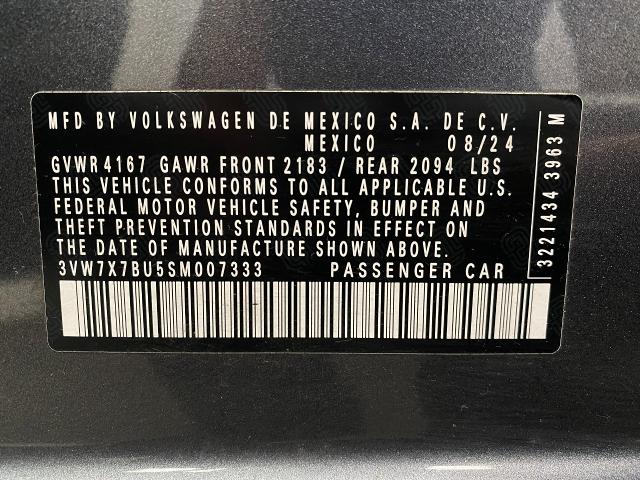 MFD BY VOLKSWAGEN DE MEXICO S.A. DE C.V.
MEXICO 08/24
GVWR 4167 GAWR FRONT 2183 / REAR 2094 LBS
THIS VEHICLE CONFORMS TO ALL APPLICABLE U.S.
FEDERAL MOTOR VEHICLE SAFETY, BUMPER AND
THEFT PREVENTION STANDARDS IN EFFECT ON
THE DATE OF MANUFACTURE SHOWN ABOVE.
3VW7X7BU5SM007333 PASSENGER CAR
3221434 3963 M